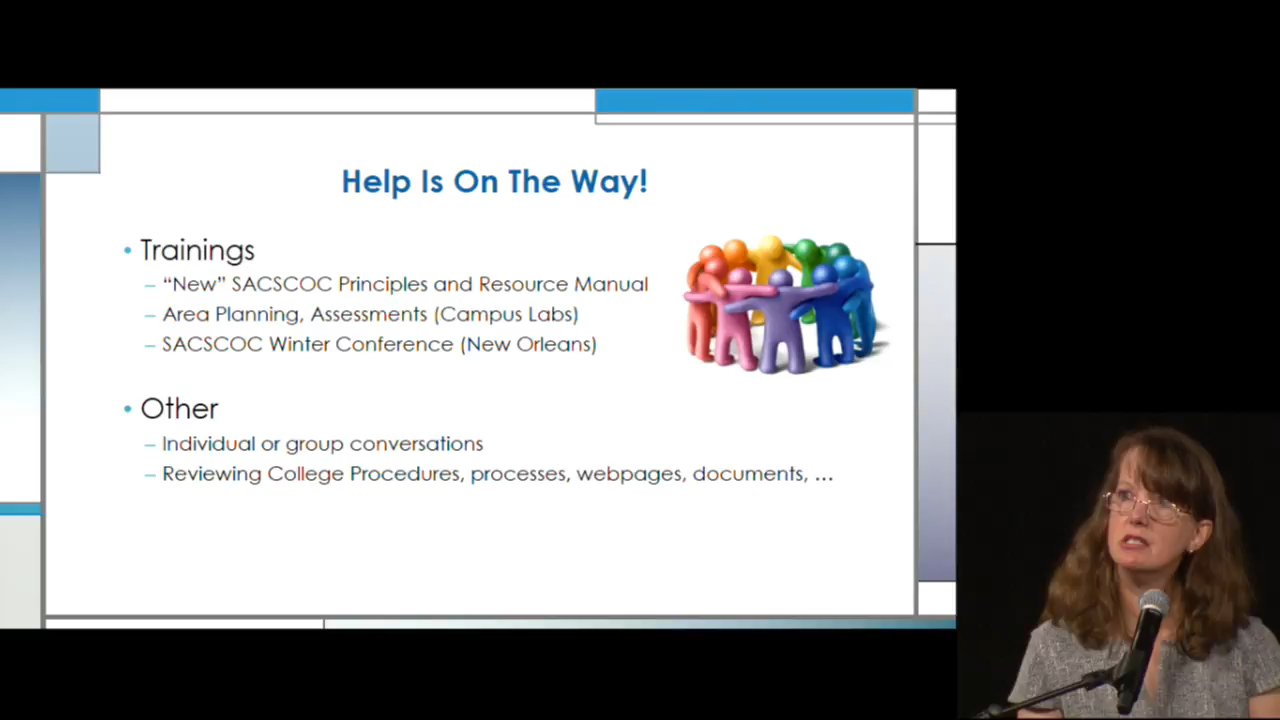 Help Is On The Way!
• Trainings
– “New” SACSCOC Principles and Resource Manual
– Area Planning, Assessments (Campus Labs)
– SACSCOC Winter Conference (New Orleans)
• Other
– Individual or group conversations
– Reviewing College Procedures, processes, webpages, documents, ...